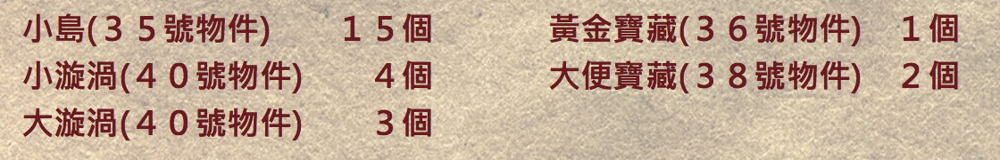 小島(３５號物件)　　１５個
小漩渦(４０號物件)　　４個
大漩渦(４０號物件)　　３個
黃金寶藏(３６號物件)　１個
大便寶藏(３８號物件)　２個